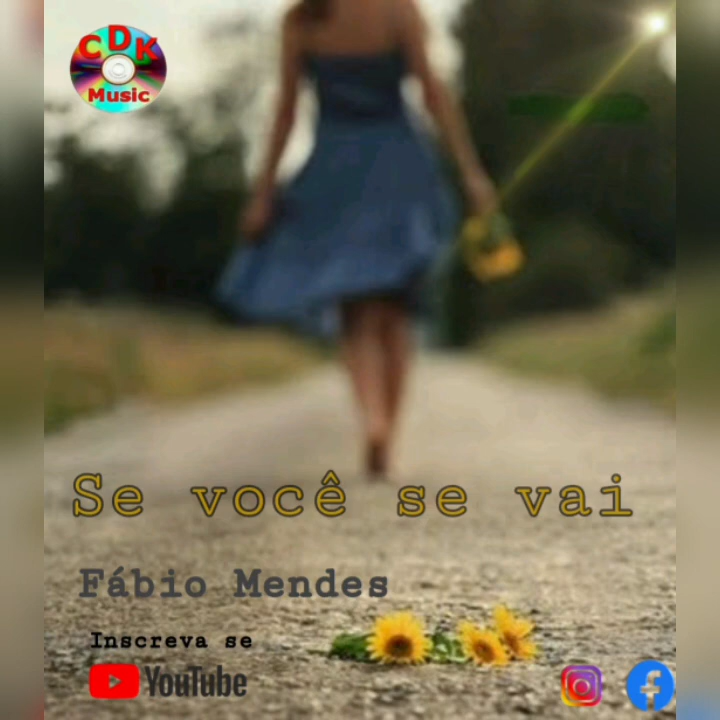 CDK
Music
Se você se vai
Fábio Mendes
Inscreva se
YouTube